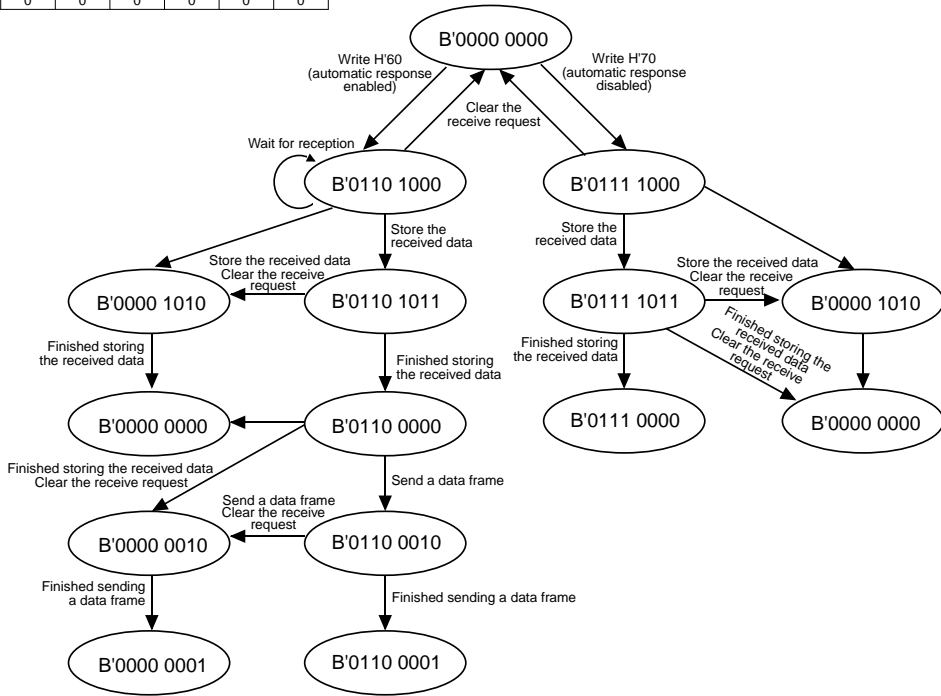 0 0 0 0 0 0
B'0000 0000
Write H'60
(automatic response
enabled)
Write H'70
(automatic response
disabled)
Clear the
receive request
Wait for reception
B'0110 1000
B'0111 1000
Store the
received data
Store the
received data
Store the received data
Clear the receive
request
Store the received data
Clear the receive
request
B'0000 1010
B'0110 1011
B'0111 1011
B'0000 1010
Finished storing
the received data
Finished storing
the received data
Finished storing
the received data
Finished storing the
received data
Clear the receive
request
B'0000 0000
B'0110 0000
B'0111 0000
B'0000 0000
Finished storing the received data
Clear the receive request
Send a data frame
Send a data frame
Clear the receive
request
B'0000 0010
B'0110 0010
Finished sending
a data frame
Finished sending a data frame
B'0000 0001
B'0110 0001